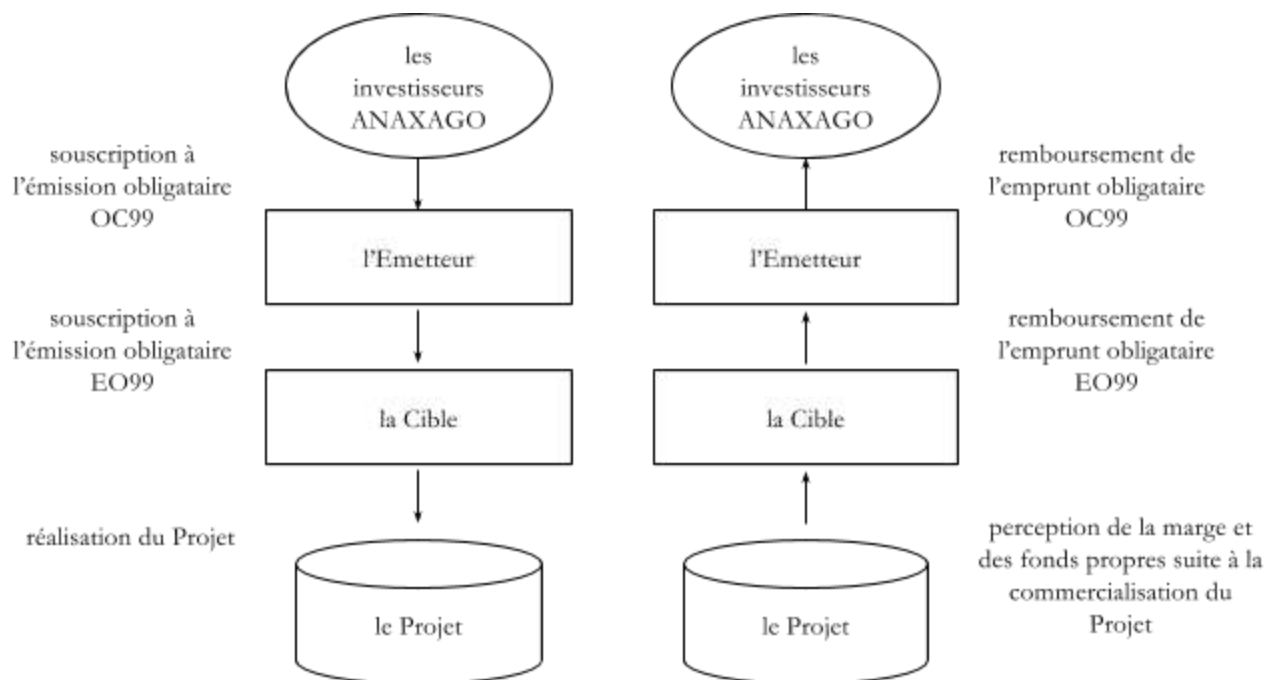 les
investisseurs
ANAXAGO
souscription à
l'émission obligataire
OC99
l'Emetteur
souscription à
l'émission obligataire
EO99
la Cible
réalisation du Projet
le Projet
les
investisseurs
ANAXAGO
remboursement de
l'emprunt obligataire
OC99
l'Emetteur
remboursement de
l'emprunt obligataire
EO99
la Cible
perception de la marge et
des fonds propres suite à la
commercialisation du
Projet
le Projet